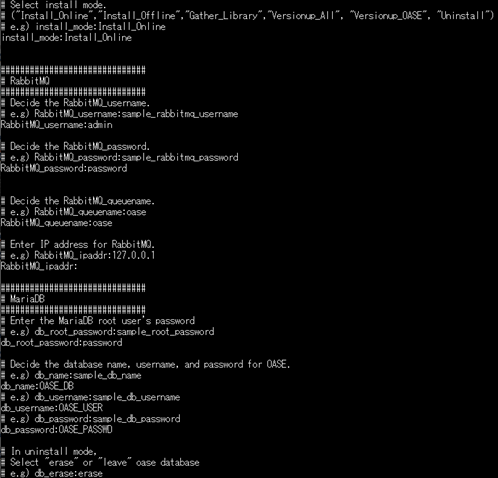 # Select install mode.
# ("Install_Online","Install_Offline","Gather_Library","Versionup_All", "Versionup_OASE", "Uninstall")
# e.g) install_mode:Install_Online
install_mode:Install_Online
##############################
# RabbitMQ
##############################
# Decide the RabbitMQ_username.
# e.g) RabbitMQ_username:sample_rabbitmq_username
RabbitMQ_username:admin
# Decide the RabbitMQ_password.
# e.g) RabbitMQ_password:sample_rabbitmq_password
RabbitMQ_password:password
# Decide the RabbitMQ_queuename.
# e.g) RabbitMQ_queuename:oase
RabbitMQ_queuename:oase
# Enter IP address for RabbitMQ.
# e.g) RabbitMQ_ipaddr:127.0.0.1
RabbitMQ_ipaddr:
##############################
# MariaDB
##############################
# Enter the MariaDB root user's password
# e.g) db_root_password:sample_root_password
db_root_password:password
# Decide the database name, username, and password for OASE.
# e.g) db_name:sample_db_name
db_name:OASE_DB
# e.g) db_username:sample_db_username
db_username:OASE_USER
# e.g) db_password:sample_db_password
db_password:OASE_PASSWD
# In uninstall mode.
# Select "erase" or "leave" oase database
# e.g) db_erase:erase